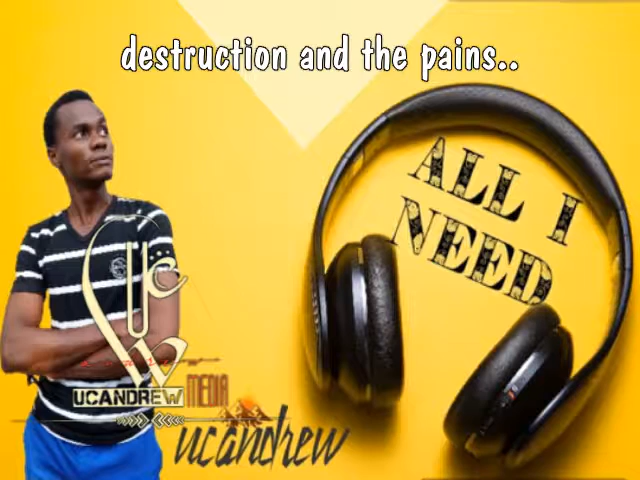 destruction and the pains..
ALL I
NEED
UCANDREW MEDIA
ucandrew